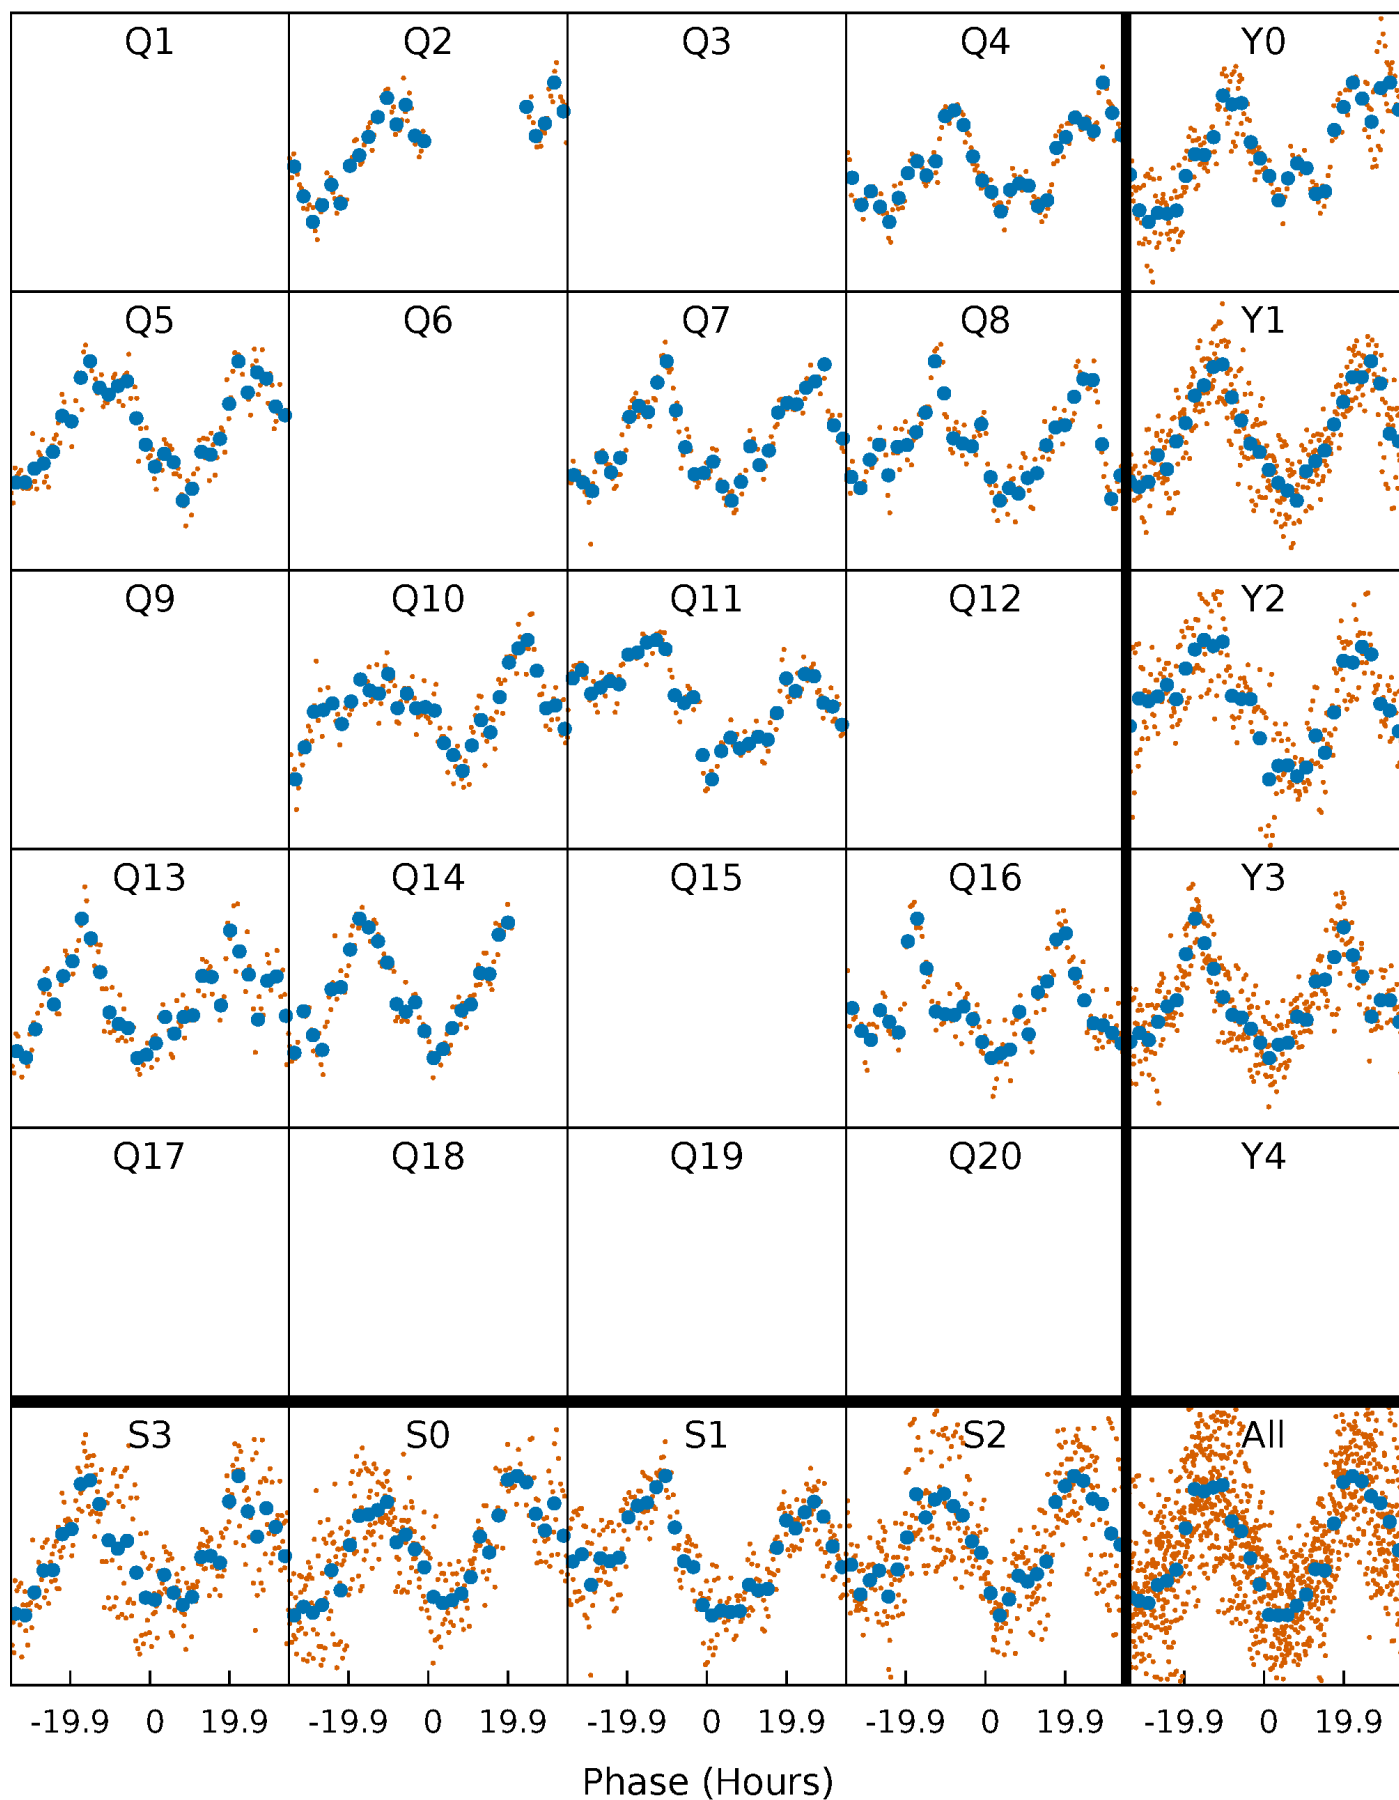 Q1 Q2 Q3 Q4 Y0
Q5 Q6 Q7 Q8 Y1
Q9 Q10 Q11 Q12 Y2
Q13 Q14 Q15 Q16 Y3
Q17 Q18 Q19 Q20 Y4
S3 S0 S1 S2 All
-19.9 0 19.9 -19.9 0 19.9 -19.9 0 19.9 -19.9 0 19.9 -19.9 0 19.9
Phase (Hours)